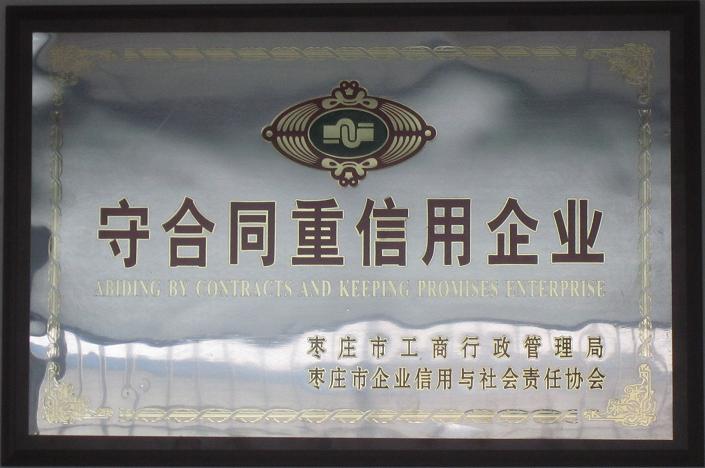 守合同重信用企业
ABIDING BY CONTRACTS AND KEEPING PROMISES ENTERPRISE
枣庄市工商行政管理局
枣庄市企业信用与社会责任协会